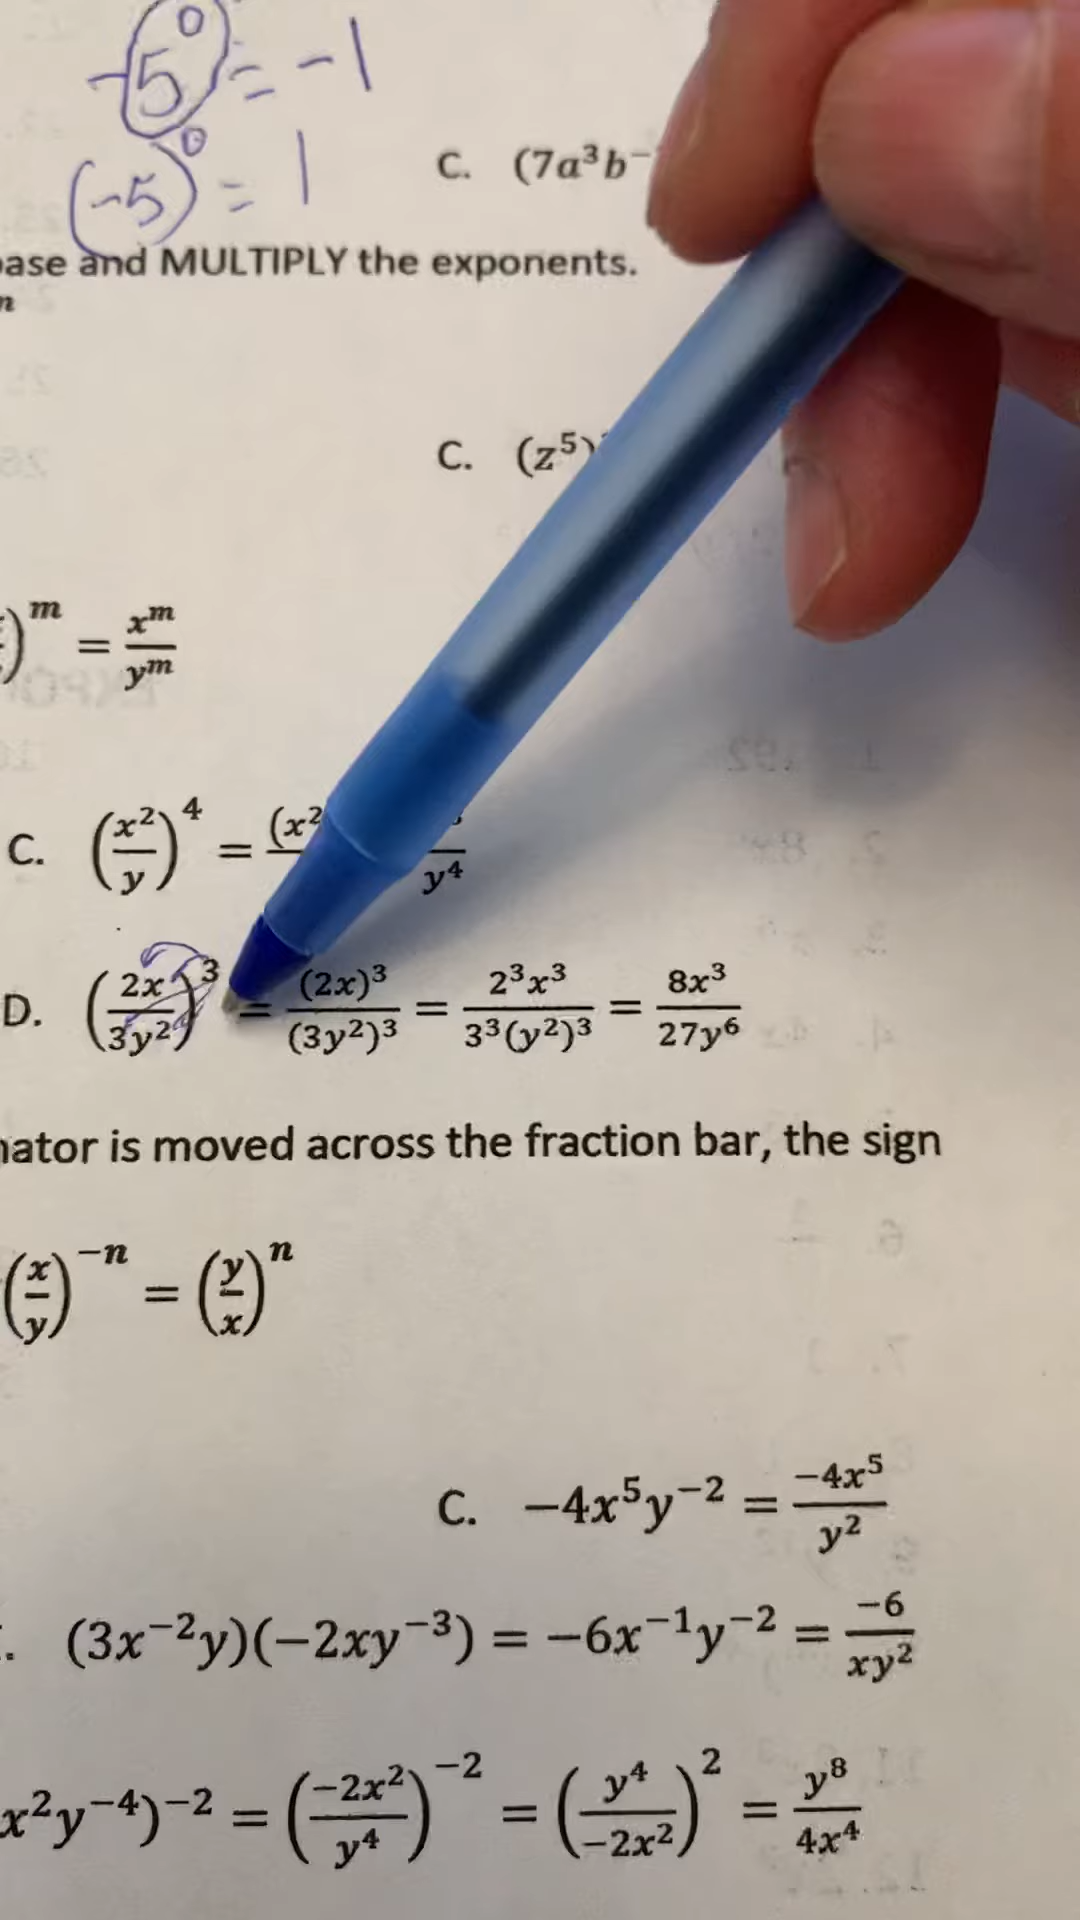 -5⁰ = -1
(-5)⁰ = 1
C. (7a³b⁻
base and MULTIPLY the exponents.
n
C. (z⁵)
)ᵐ = xᵐ/yᵐ
C. (x²/y)⁴ = (x² y⁴
D. (2x/3y²)³ = (2x)³/(3y²)³ = 2³x³/3³(y²)³ = 8x³/27y⁶
nator is moved across the fraction bar, the sign
(x/y)⁻ⁿ = (y/x)ⁿ
C. −4x⁵y⁻² = −4x⁵/y²
. (3x⁻²y)(−2xy⁻³) = −6x⁻¹y⁻² = −6/xy²
x²y⁻⁴)⁻² = (−2x²/y⁴)⁻² = (y⁴/−2x²)² = y⁸/4x⁴